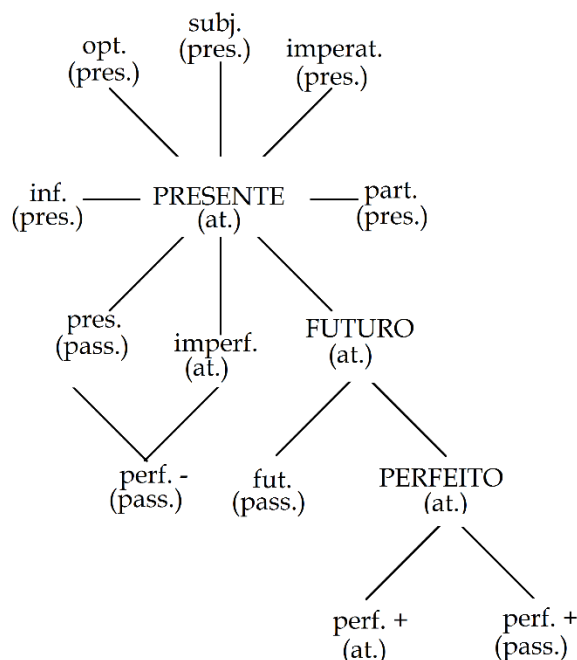 opt.
(pres.)
subj.
(pres.)
imperat.
(pres.)
inf.
(pres.)
PRESENTE
(at.)
part.
(pres.)
pres.
(pass.)
imperf.
(at.)
FUTURO
(at.)
perf. -
(pass.)
fut.
(pass.)
PERFEITO
(at.)
perf. +
(at.)
perf. +
(pass.)